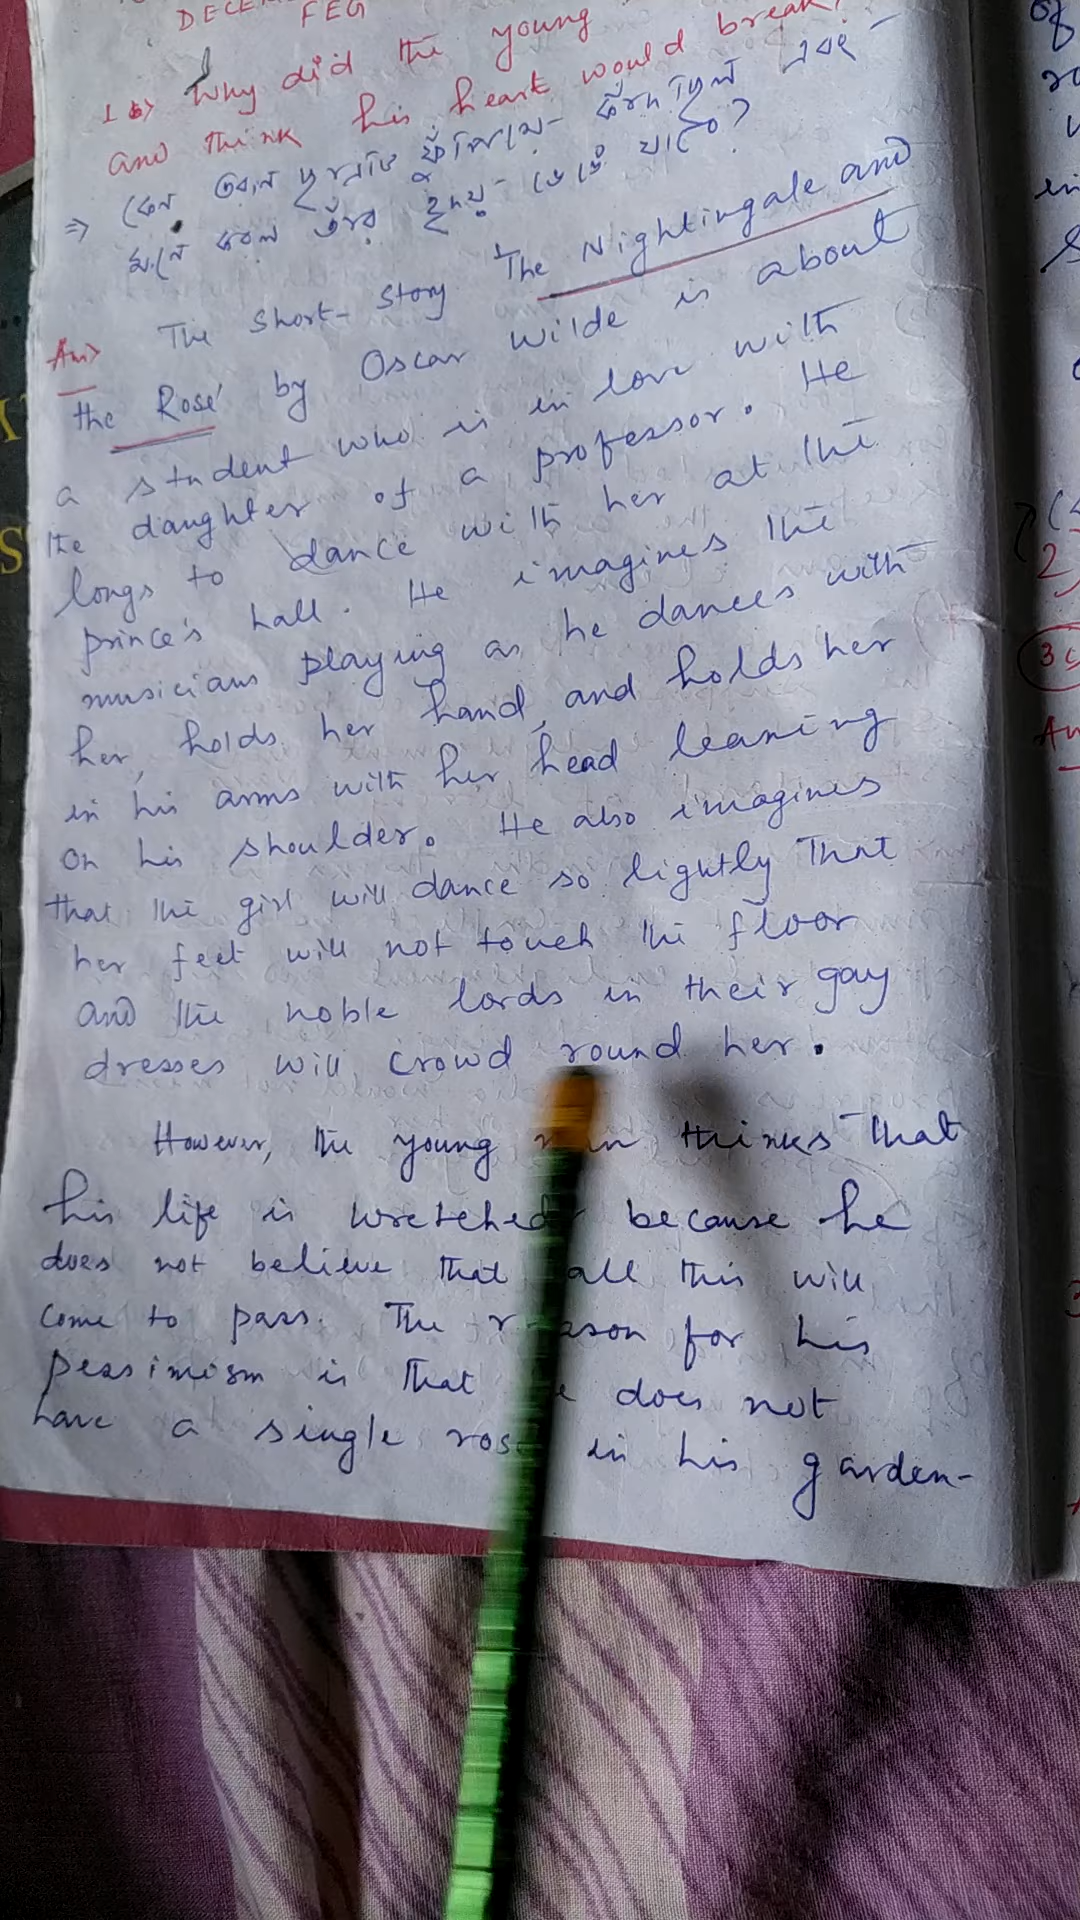 FEG
1 b) Why did the young
and think his heart would break?
⇒ কেন তরুণ
মনে করল তাঁর হৃদয় ভেঙে যাবে?
Ans> The short-story 'The Nightingale and
the Rose' by Oscar Wilde is about
a student who is in love with
the daughter of a professor. He
longs to dance with her at the
prince's hall. He imagines the
musicians playing as he dances with
her, holds her hand, and holds her
in his arms with her head leaning
on his shoulder. He also imagines
that the girl will dance so lightly that
her feet will not touch the floor
and the noble lords in their gay
dresses will crowd round her.
However, the young man thinks that
his life is wretched because he
does not believe that all this will
come to pass. The reason for his
pessimism is that he does not
have a single rose in his garden-